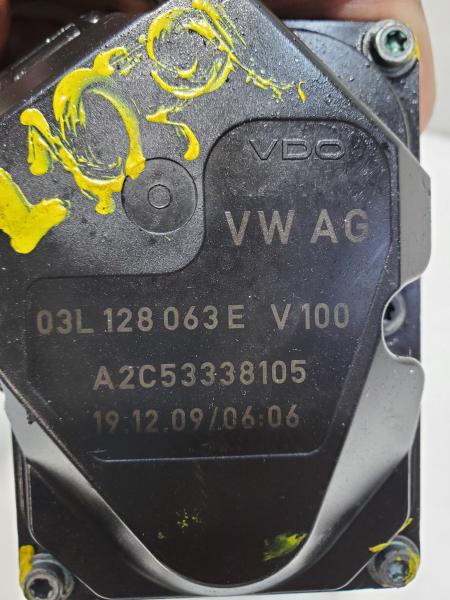 VDO
VW AG
03L 128 063 E V100
A2C53338105
19.12.09/06:06